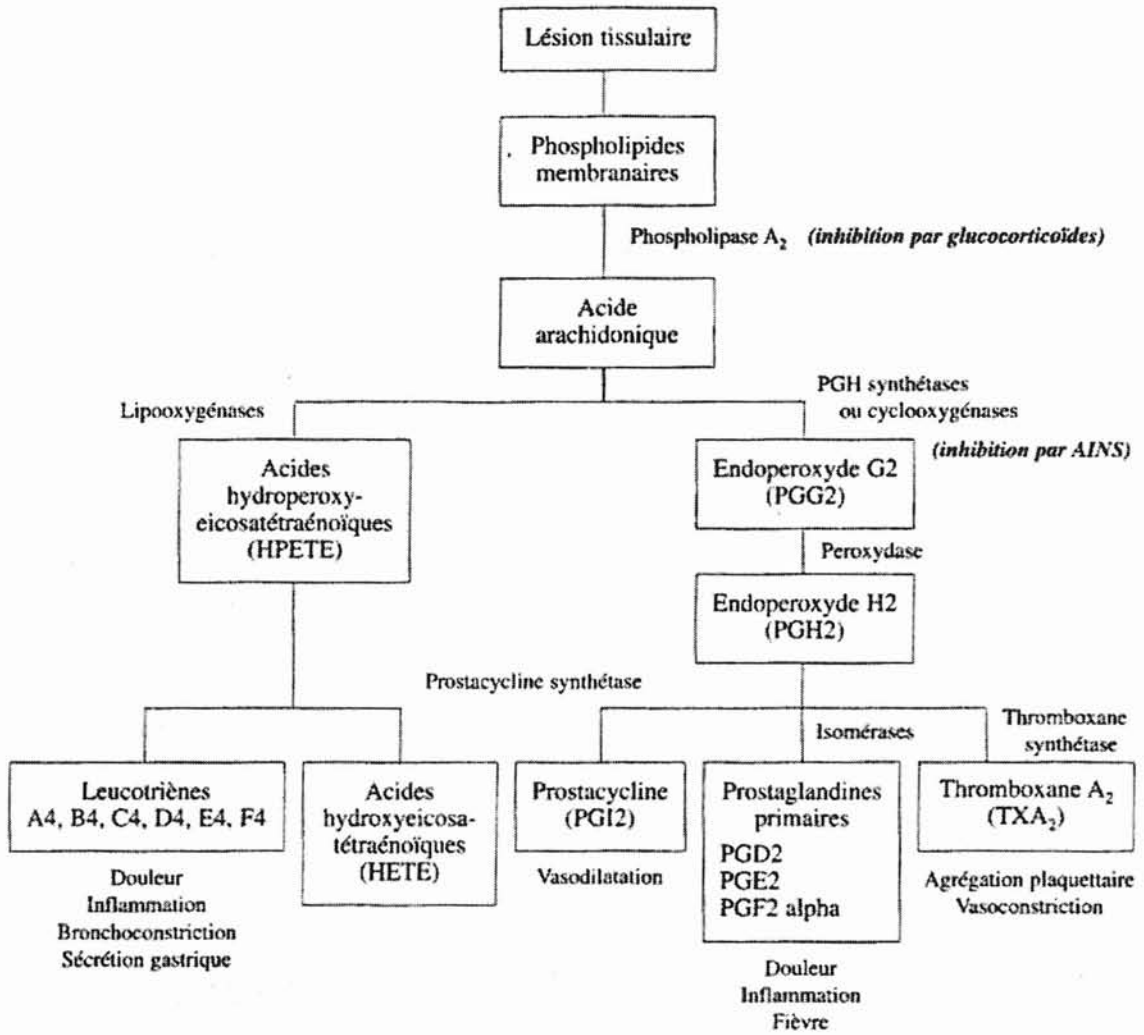 Lésion tissulaire
Phospholipides
membranaires
Phospholipase A₂ (inhibition par glucocorticoïdes)
Acide
arachidonique
Lipooxygénases
PGH synthétases
ou cyclooxygénases
(inhibition par AINS)
Acides
hydroperoxy-
eicosatétraénoïques
(HPETE)
Endoperoxyde G2
(PGG2)
Peroxydase
Endoperoxyde H2
(PGH2)
Prostacycline synthétase
Isomérases
Thromboxane
synthétase
Leucotriènes
A4, B4, C4, D4, E4, F4
Douleur
Inflammation
Bronchoconstriction
Sécrétion gastrique
Acides
hydroxyeicosa-
tétraénoïques
(HETE)
Prostacycline
(PGI2)
Vasodilatation
Prostaglandines
primaires
PGD2
PGE2
PGF2 alpha
Douleur
Inflammation
Fièvre
Thromboxane A₂
(TXA₂)
Agrégation plaquettaire
Vasoconstriction